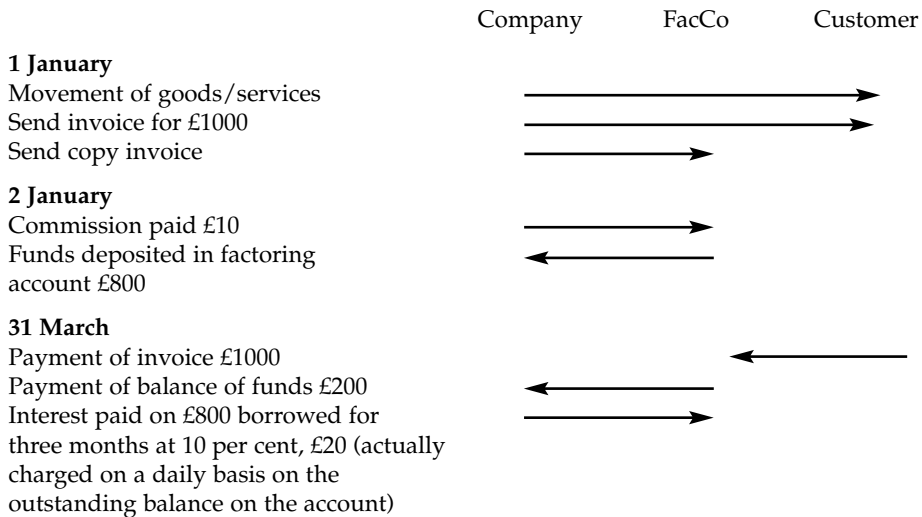 Company FacCo Customer
1 January
Movement of goods/services
Send invoice for £1000
Send copy invoice
2 January
Commission paid £10
Funds deposited in factoring
account £800
31 March
Payment of invoice £1000
Payment of balance of funds £200
Interest paid on £800 borrowed for
three months at 10 per cent, £20 (actually
charged on a daily basis on the
outstanding balance on the account)